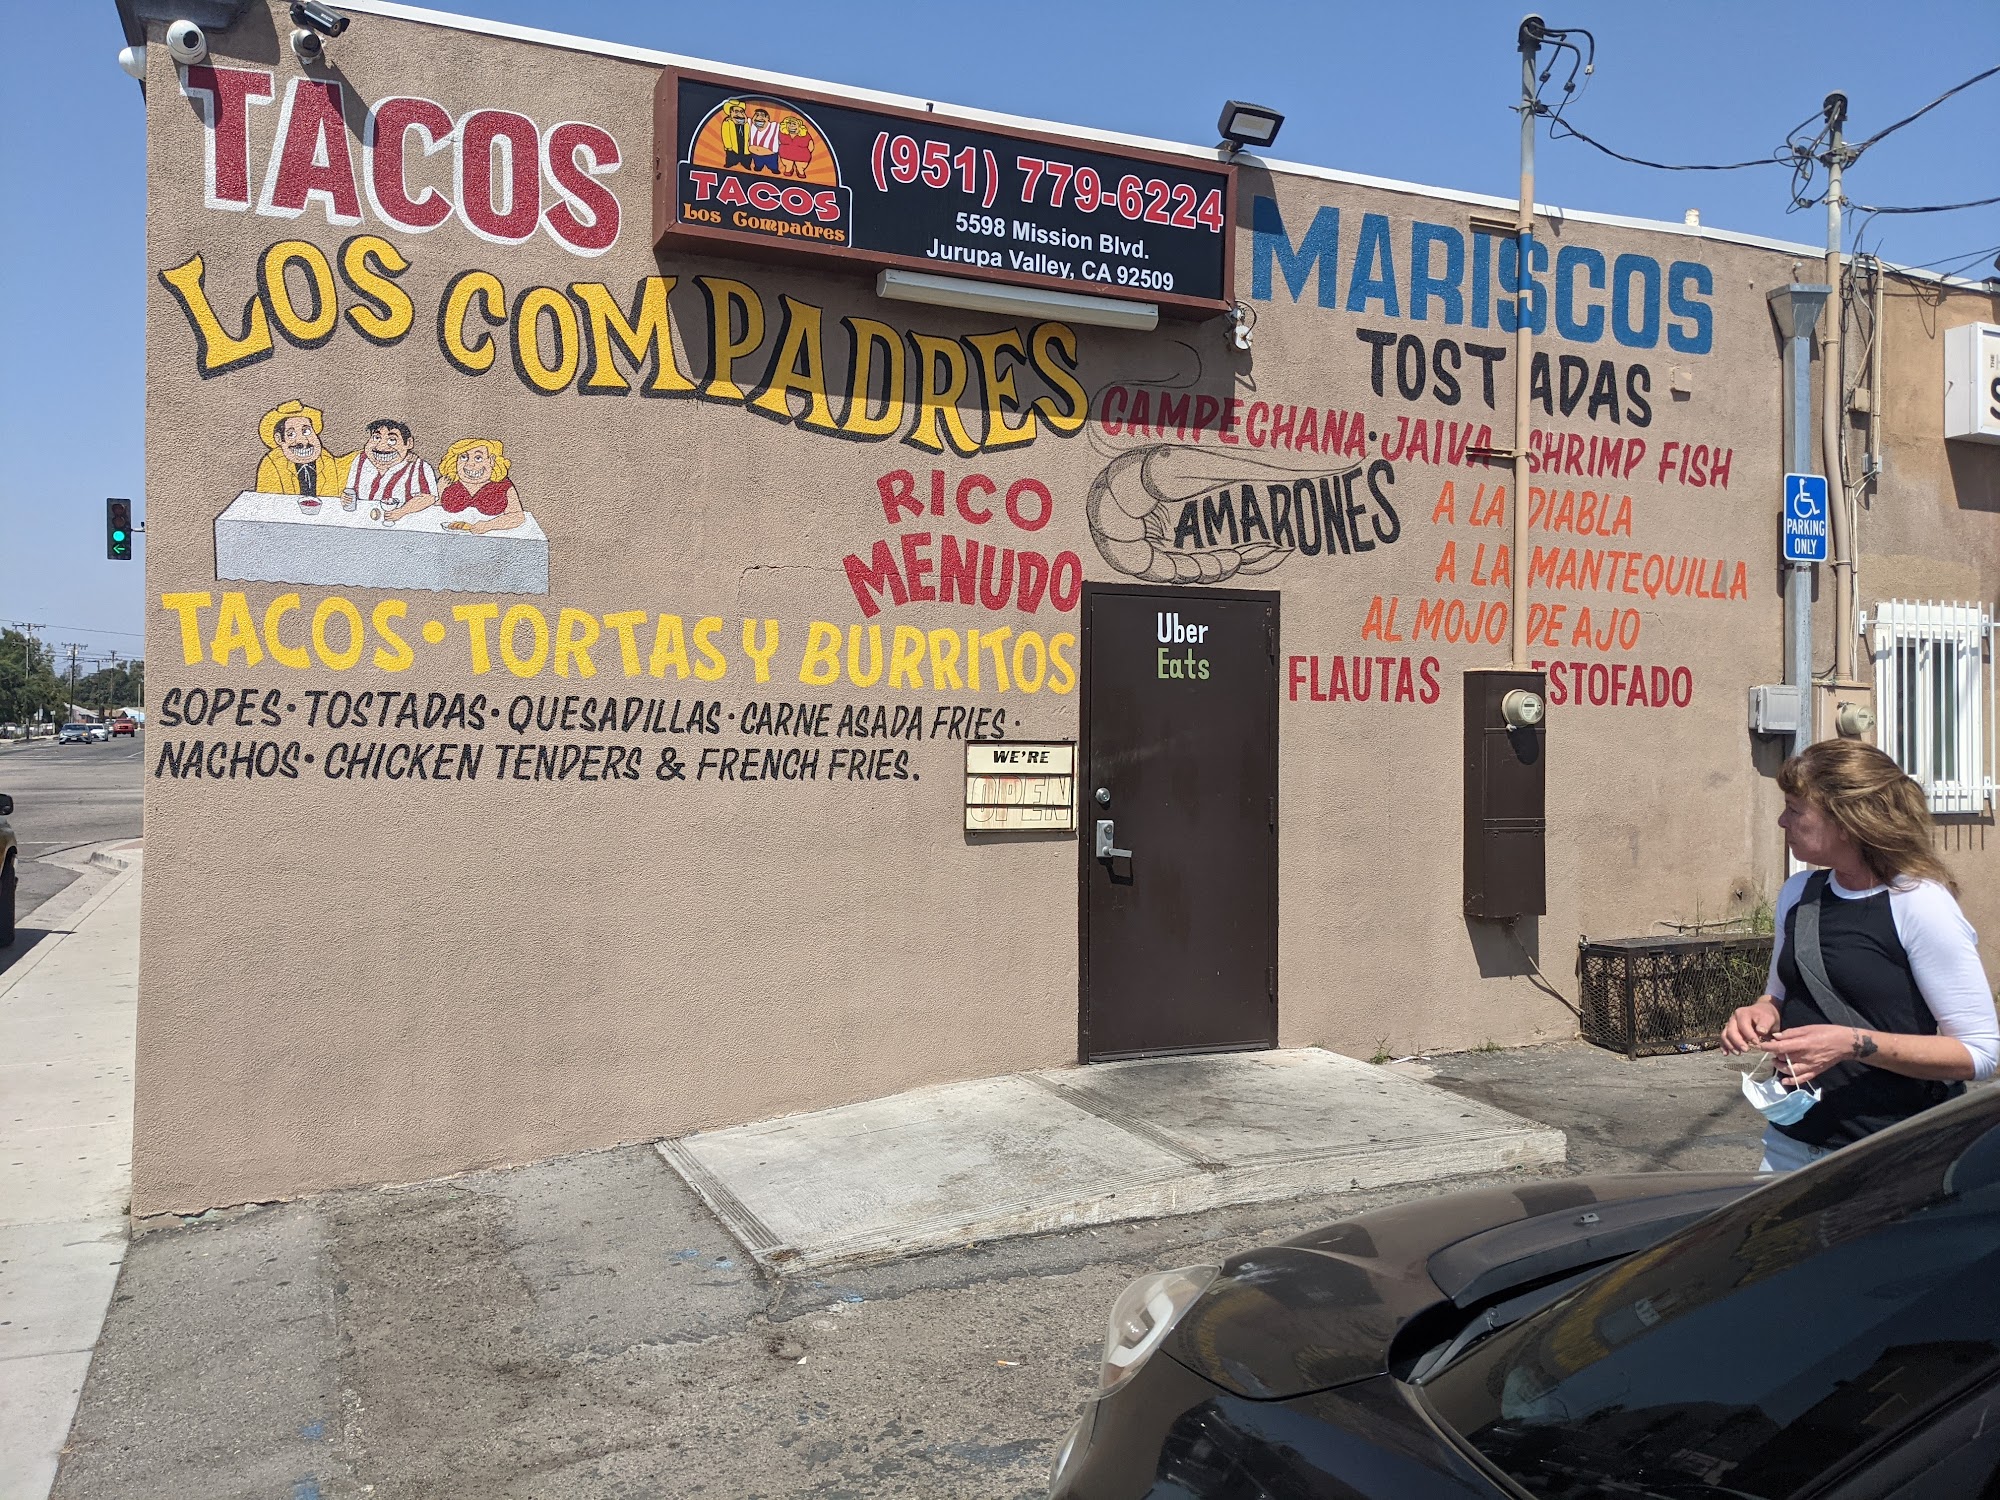 TACOS
LOS COMPADRES
TACOS
Los Compadres
(951) 779-6224
5598 Mission Blvd.
Jurupa Valley, CA 92509
RICO
MENUDO
TACOS • TORTAS Y BURRITOS
SOPES • TOSTADAS • QUESADILLAS • CARNE ASADA FRIES •
NACHOS • CHICKEN TENDERS & FRENCH FRIES.
WE'RE
OPEN
Uber
Eats
MARISCOS
TOSTADAS
CAMPECHANA • JAIVA SHRIMP FISH
CAMARONES
A LA DIABLA
A LA MANTEQUILLA
AL MOJO DE AJO
FLAUTAS ESTOFADO
PARKING
ONLY
THE
S